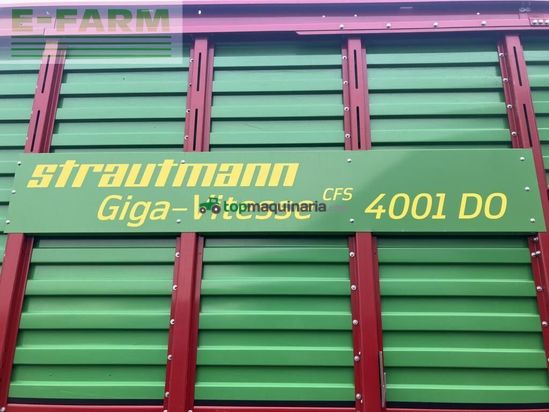 E-FARM
strautmann
Giga-Vitesse CFS 4001 DO
topmaquinaria